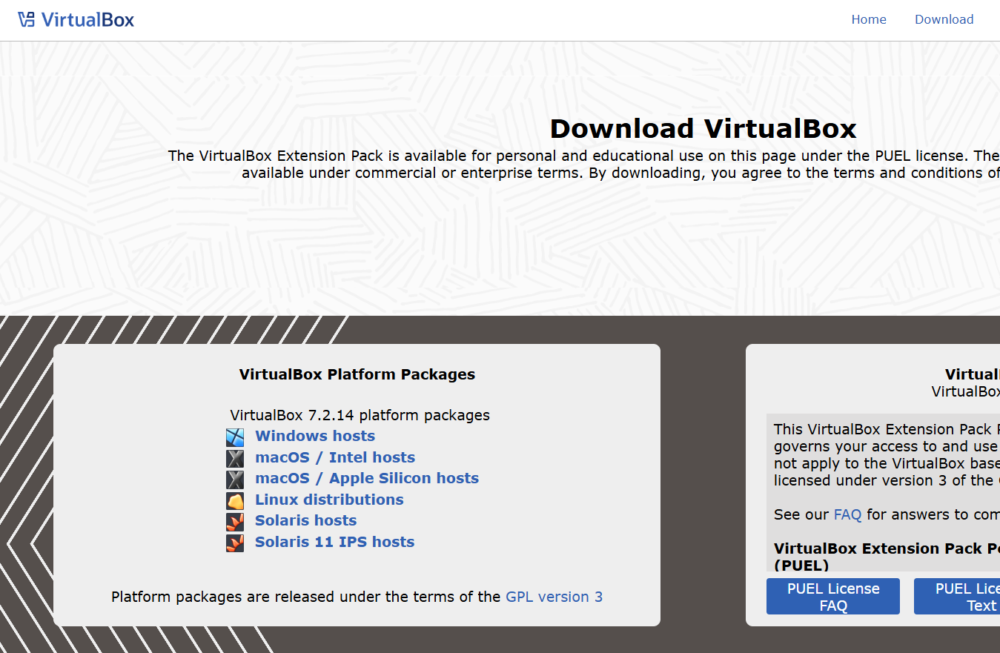 VirtualBox
Home
Download
Download VirtualBox
The VirtualBox Extension Pack is available for personal and educational use on this page under the PUEL license. The
available under commercial or enterprise terms. By downloading, you agree to the terms and conditions of
VirtualBox Platform Packages
VirtualBox 7.2.14 platform packages
Windows hosts
macOS / Intel hosts
macOS / Apple Silicon hosts
Linux distributions
Solaris hosts
Solaris 11 IPS hosts
Platform packages are released under the terms of the GPL version 3
VirtualBox
This VirtualBox Extension Pack
governs your access to and use
not apply to the VirtualBox base
licensed under version 3 of the
See our FAQ for answers to
VirtualBox Extension Pack
(PUEL)
PUEL License
FAQ
PUEL
Text